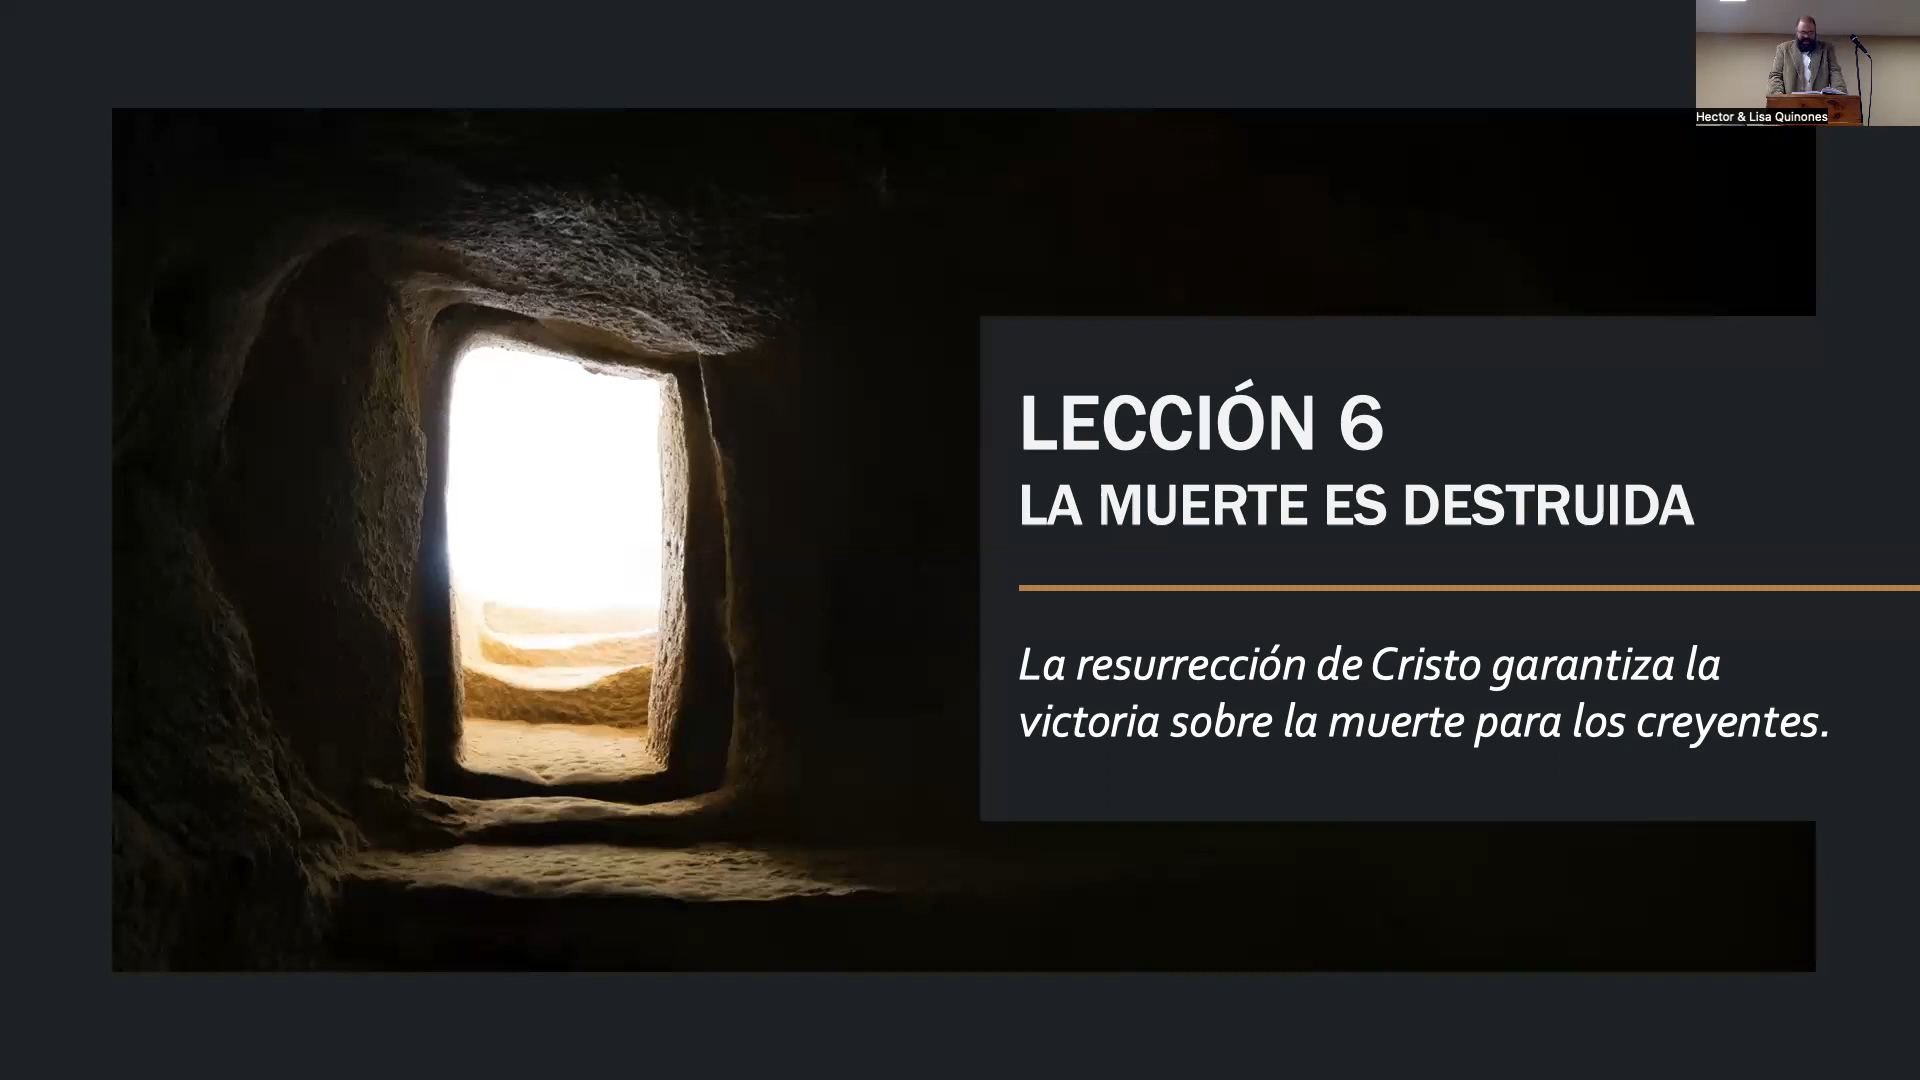 Hector & Lisa Quinones
LECCIÓN 6
LA MUERTE ES DESTRUIDA
La resurrección de Cristo garantiza la
victoria sobre la muerte para los creyentes.